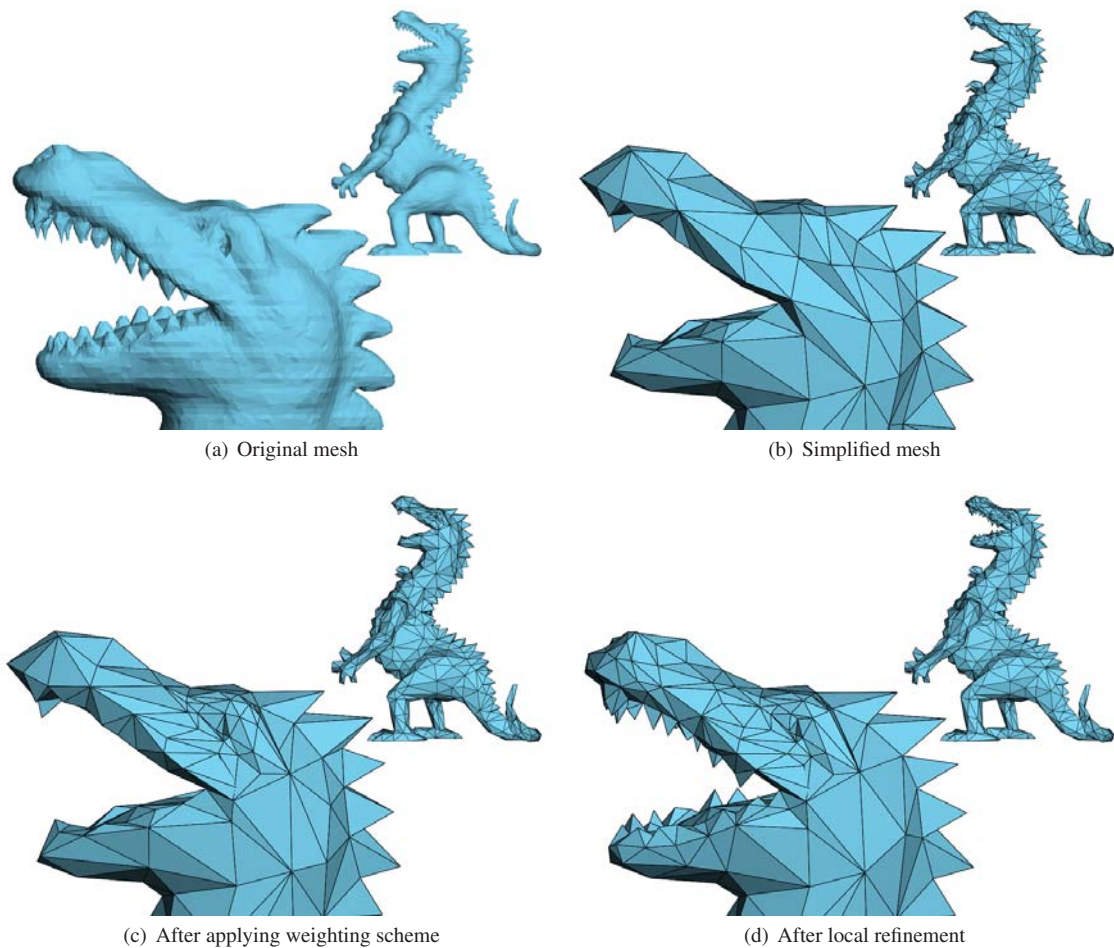 (a) Original mesh
(b) Simplified mesh
(c) After applying weighting scheme
(d) After local refinement